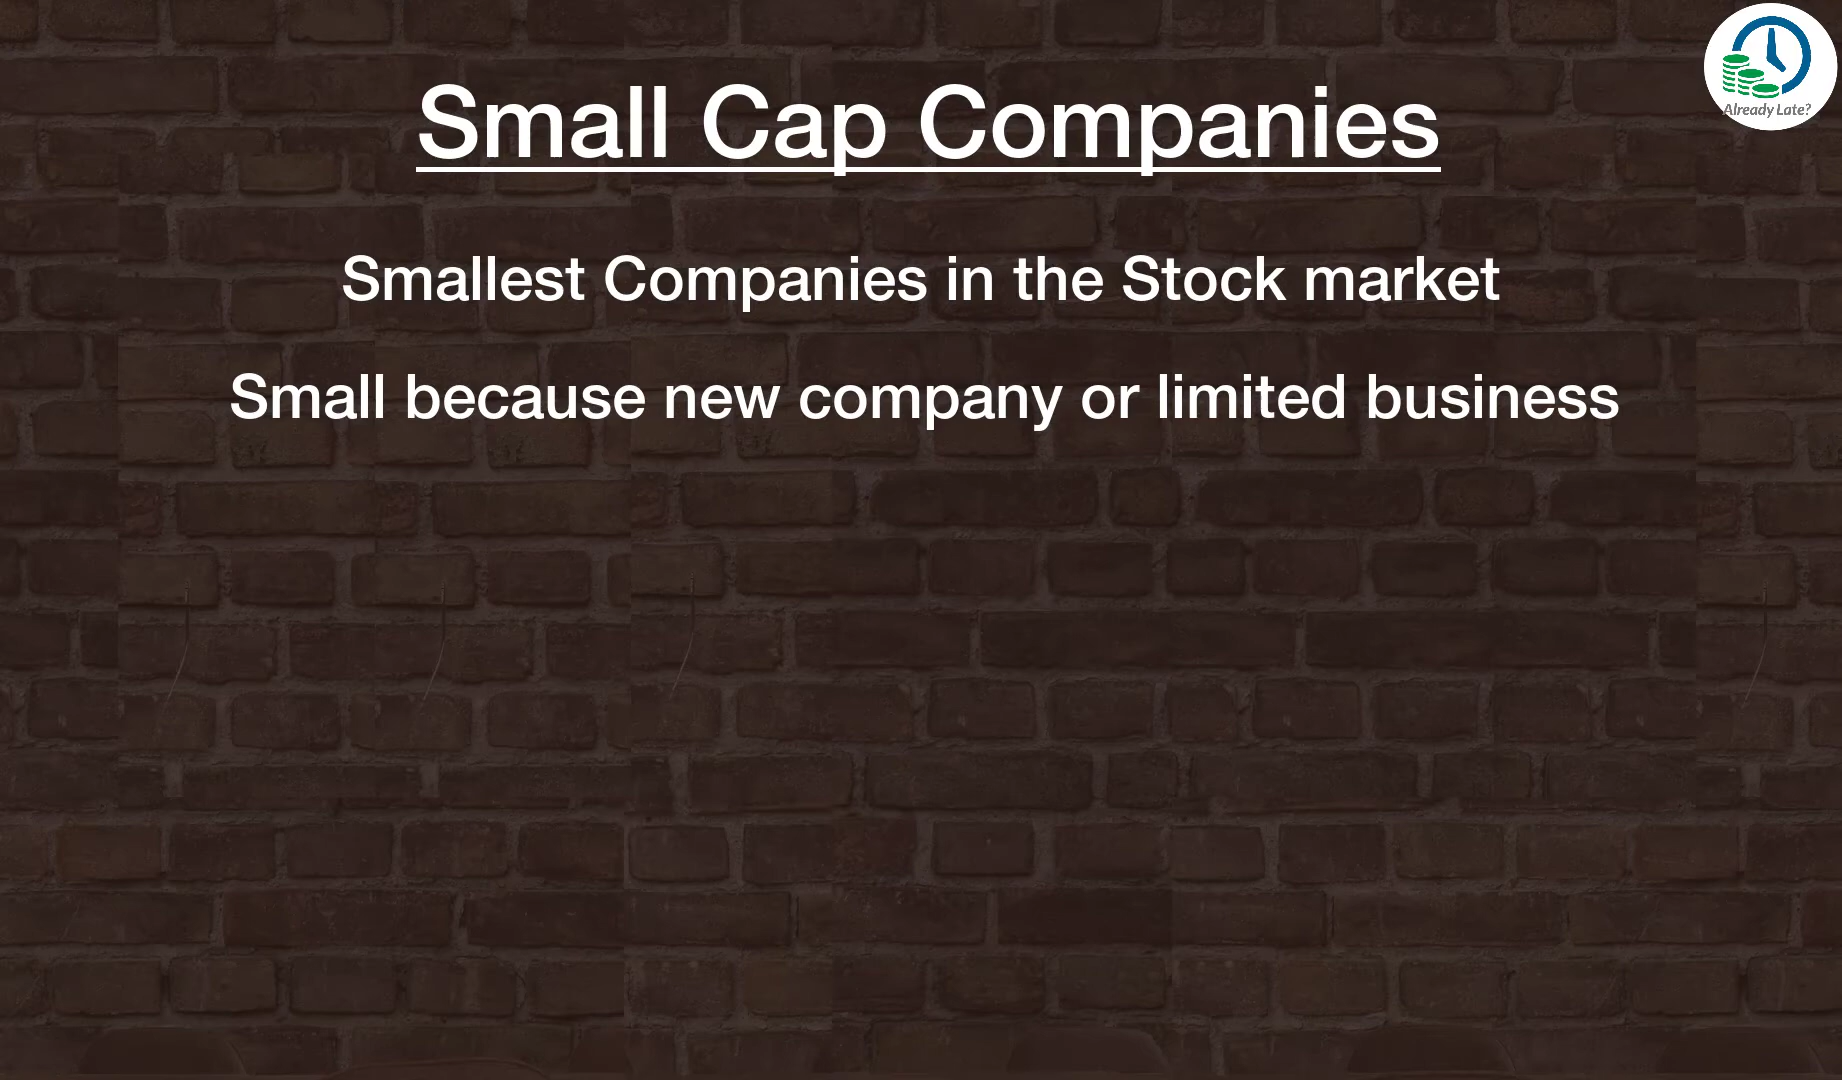 Already Late?
Small Cap Companies
Smallest Companies in the Stock market
Small because new company or limited business